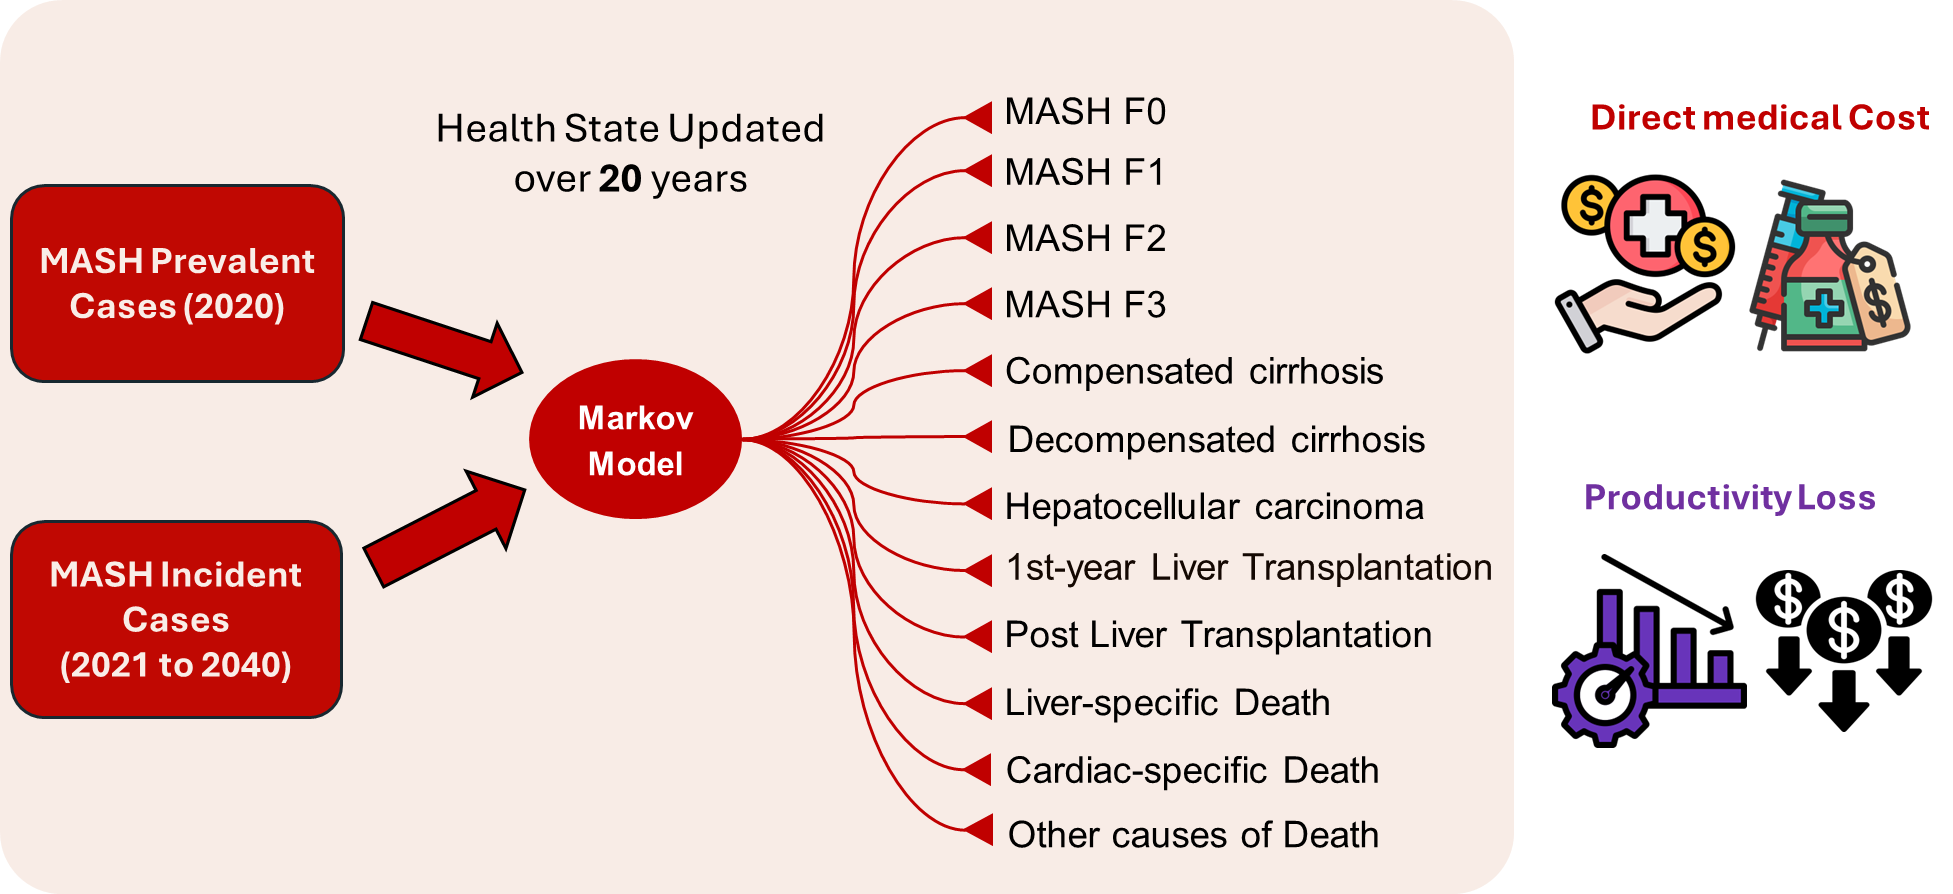 Health State Updated
over 20 years
MASH Prevalent
Cases (2020)
MASH Incident
Cases
(2021 to 2040)
Markov
Model
MASH F0
MASH F1
MASH F2
MASH F3
Compensated cirrhosis
Decompensated cirrhosis
Hepatocellular carcinoma
1st-year Liver Transplantation
Post Liver Transplantation
Liver-specific Death
Cardiac-specific Death
Other causes of Death
Direct medical Cost
$
$
$
Productivity Loss
$
$
$